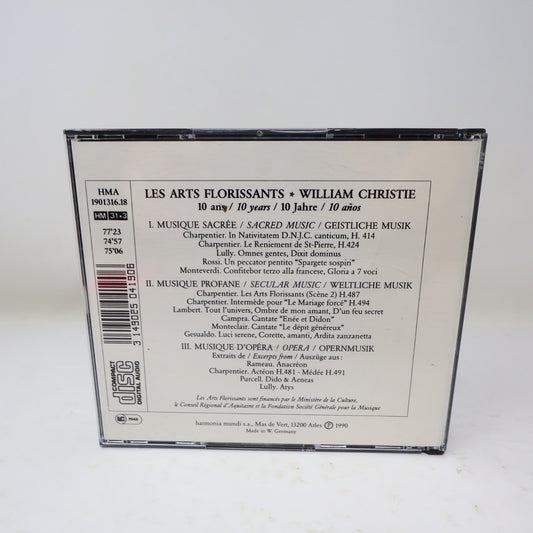 HMA
1901316.18
HM 31·3
77'23
74'57
75'06
3 149025 041906
COMPACT
disc
DIGITAL AUDIO
LES ARTS FLORISSANTS * WILLIAM CHRISTIE
10 ans / 10 years / 10 Jahre / 10 años
I. MUSIQUE SACRÉE / SACRED MUSIC / GEISTLICHE MUSIK
Charpentier. In Nativitatem D.N.J.C. canticum, H. 414
Charpentier. Le Reniement de St-Pierre, H.424
Lully. Omnes gentes, Dixit dominus
Rossi. Un peccator pentito "Spargete sospiri"
Monteverdi. Confitebor terzo alla francese, Gloria a 7 voci
II. MUSIQUE PROFANE / SECULAR MUSIC / WELTLICHE MUSIK
Charpentier. Les Arts Florissants (Scène 2) H.487
Charpentier. Intermède pour "Le Mariage forcé" H.494
Lambert. Tout l'univers, Ombre de mon amant, D'un feu secret
Campra. Cantate "Enée et Didon"
Monteclair. Cantate "Le dépit généreux"
Gesualdo. Luci serene, Corette, amanti, Ardita zanzanetta
III. MUSIQUE D'OPÉRA / OPERA / OPERNMUSIK
Extraits de / Excerpts from / Auszüge aus :
Rameau. Anacréon
Charpentier. Actéon H.481 - Médée H.491
Purcell. Dido & Aeneas
Lully. Atys
Les Arts Florissants sont financés par le Ministère de la Culture,
le Conseil Régional d'Aquitaine et la Fondation Société Générale pour la Musique
harmonia mundi s.a., Mas de Vert, 13200 Arles Ⓟ 1990
Made in W. Germany